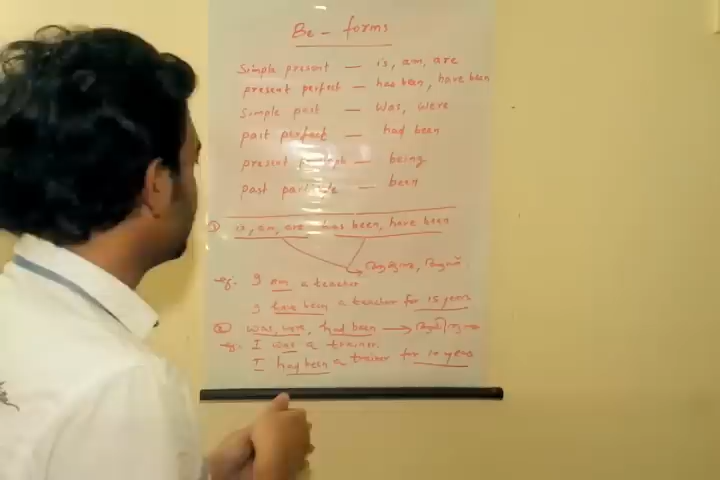 Be - forms
Simple present — is, am, are
present perfect — has been, have been
Simple past — was, were
past perfect — had been
present — being
past participle — been
is, am, are has been, have been
eg. I am a teacher
I have been a teacher for 15 years
② was, were, had been →
eg. I was a trainer.
I had been a trainer for 10 years